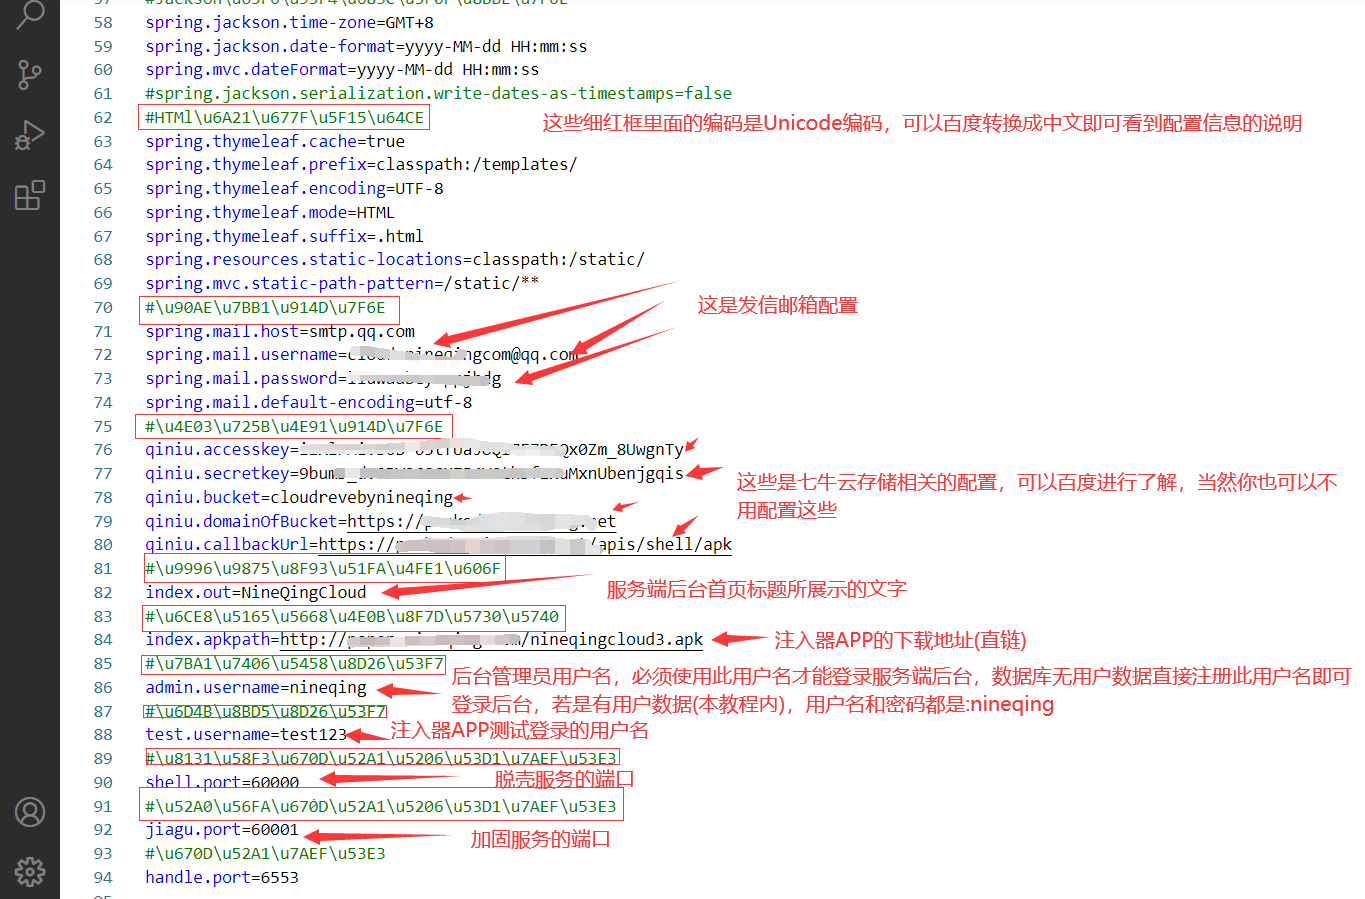 58 spring.jackson.time-zone=GMT+8
59 spring.jackson.date-format=yyyy-MM-dd HH:mm:ss
60 spring.mvc.dateFormat=yyyy-MM-dd HH:mm:ss
61 #spring.jackson.serialization.write-dates-as-timestamps=false
62 #HTMl\u6A21\u677F\u5F15\u64CE 这些细红框里面的编码是Unicode编码，可以百度转换成中文即可看到配置信息的说明
63 spring.thymeleaf.cache=true
64 spring.thymeleaf.prefix=classpath:/templates/
65 spring.thymeleaf.encoding=UTF-8
66 spring.thymeleaf.mode=HTML
67 spring.thymeleaf.suffix=.html
68 spring.resources.static-locations=classpath:/static/
69 spring.mvc.static-path-pattern=/static/**
70 #\u90AE\u7BB1\u914D\u7F6E 这是发信邮箱配置
71 spring.mail.host=smtp.qq.com
72 spring.mail.username=
73 spring.mail.password=
74 spring.mail.default-encoding=utf-8
75 #\u4E03\u725B\u4E91\u914D\u7F6E
76 qiniu.accesskey=
77 qiniu.secretkey=
这些是七牛云存储相关的配置，可以百度进行了解，当然你也可以不
用配置这些
78 qiniu.bucket=cloudrevebynineqing
79 qiniu.domainOfBucket=https://
80 qiniu.callbackUrl=https:// /apis/shell/apk
81 #\u9996\u9875\u8F93\u51FA\u4FE1\u606F
82 index.out=NineQingCloud 服务端后台首页标题所展示的文字
83 #\u6CE8\u5165\u5668\u4E0B\u8F7D\u5730\u5740
84 index.apkpath=http:// /nineqingcloud3.apk 注入器APP的下载地址(直链)
85 #\u7BA1\u7406\u5458\u8D26\u53F7
后台管理员用户名，必须使用此用户名才能登录服务端后台，数据库无用户数据直接注册此用户名即可
86 admin.username=nineqing
登录后台，若是有用户数据(本教程内)，用户名和密码都是:nineqing
87 #\u6D4B\u8BD5\u8D26\u53F7
88 test.username=test123 注入器APP测试登录的用户名
89 #\u8131\u58F3\u670D\u52A1\u5206\u53D1\u7AEF\u53E3
90 shell.port=60000 脱壳服务的端口
91 #\u52A0\u56FA\u670D\u52A1\u5206\u53D1\u7AEF\u53E3
92 jiagu.port=60001 加固服务的端口
93 #\u670D\u52A1\u7AEF\u53E3
94 handle.port=6553